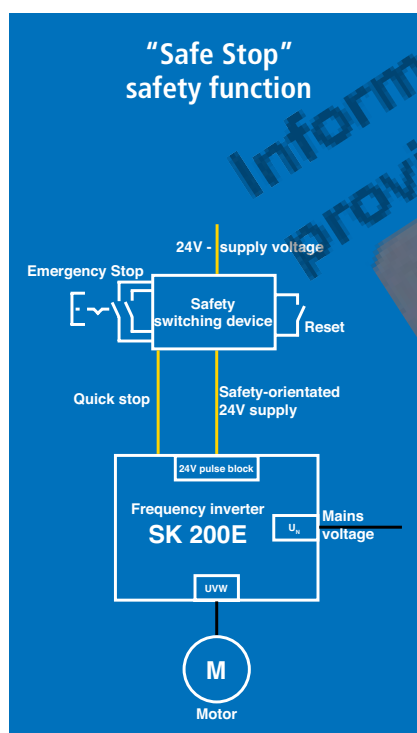 “Safe Stop”
safety function
Inform
provi
24V - supply voltage
Emergency Stop
Safety
switching device
Reset
Quick stop
Safety-orientated
24V supply
24V pulse block
Frequency inverter
SK 200E
Mains
voltage
UN
UVW
M
Motor